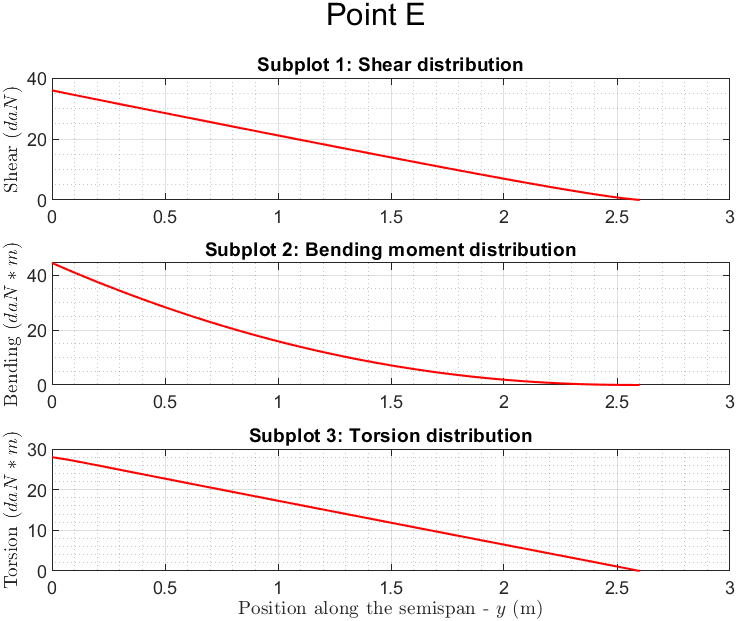 Point E
Subplot 1: Shear distribution
Shear (daN)
40
20
0
0 0.5 1 1.5 2 2.5 3
Subplot 2: Bending moment distribution
Bending (daN * m)
40
20
0
0 0.5 1 1.5 2 2.5 3
Subplot 3: Torsion distribution
Torsion (daN * m)
30
20
10
0
0 0.5 1 1.5 2 2.5 3
Position along the semispan - y (m)